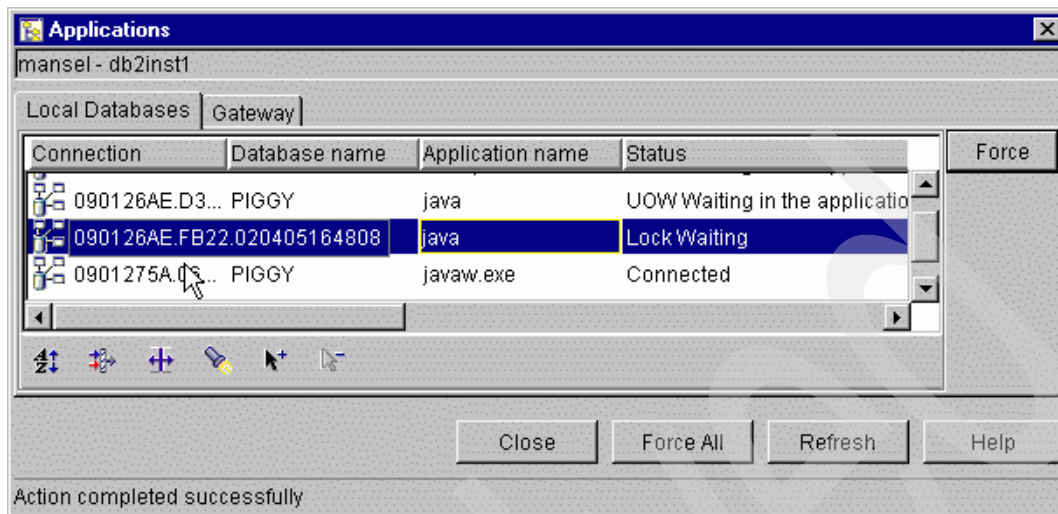 Applications
mansel - db2inst1
Local Databases Gateway
Connection Database name Application name Status Force
090126AE.D3... PIGGY java UOW Waiting in the applicatio
090126AE.FB22.020405164808 java Lock Waiting
0901275A. ... PIGGY javaw.exe Connected
Close Force All Refresh Help
Action completed successfully